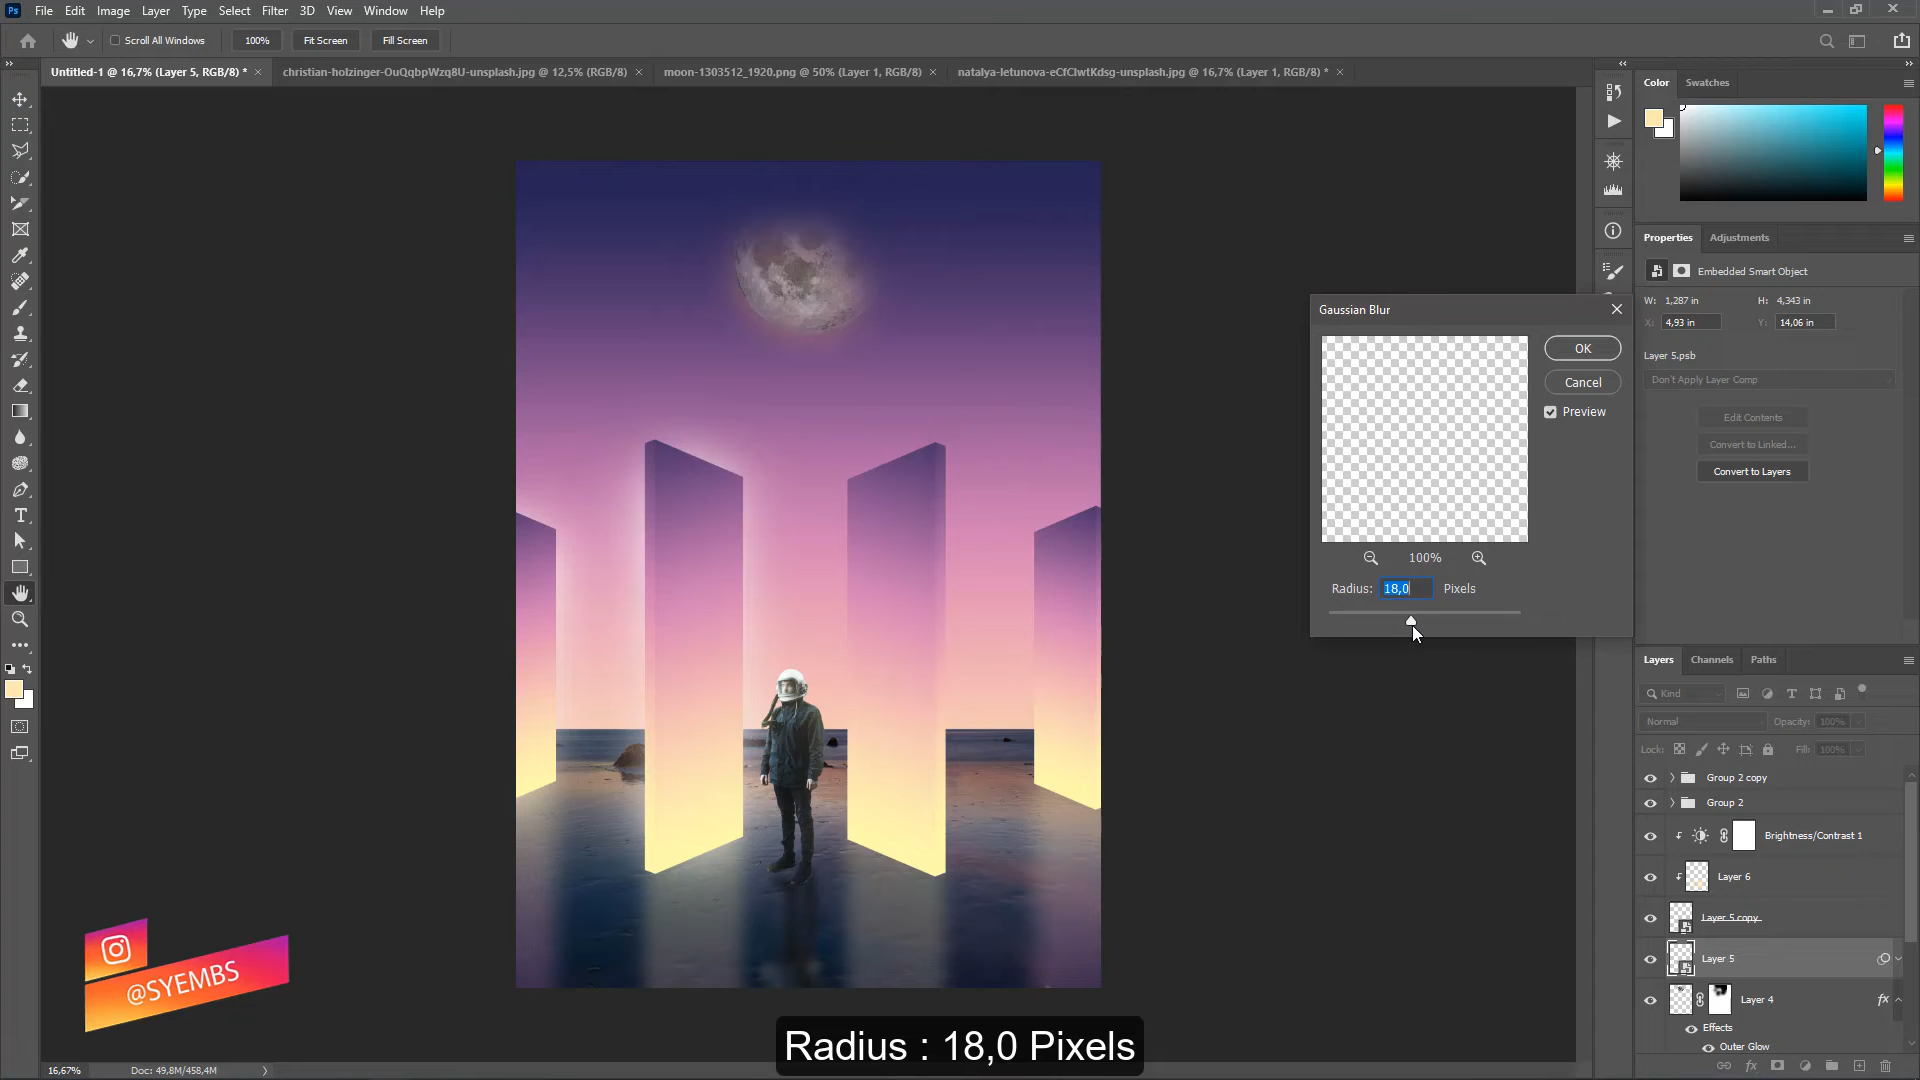 Ps File Edit Image Layer Type Select Filter 3D View Window Help
Scroll All Windows 100% Fit Screen Fill Screen
Untitled-1 @ 16,7% (Layer 5, RGB/8) * × christian-holzinger-OuQqbpWzq8U-unsplash.jpg @ 12,5% (RGB/8) × moon-1303512_1920.png @ 50% (Layer 1, RGB/8) × natalya-letunova-eCfClwtKdsg-unsplash.jpg @ 16,7% (Layer 1, RGB/8) * ×
Color Swatches
Properties Adjustments
Embedded Smart Object
W: 1,287 in H: 4,343 in
X: 4,93 in Y: 14,06 in
Layer 5.psb
Don't Apply Layer Comp
Edit Contents
Convert to Linked...
Convert to Layers
Gaussian Blur
OK
Cancel
Preview
100%
Radius: 18,0 Pixels
Layers Channels Paths
Kind
Normal Opacity: 100%
Lock: Fill: 100%
Group 2 copy
Group 2
Brightness/Contrast 1
Layer 6
Layer 5 copy
Layer 5
Layer 4 fx
Effects
Outer Glow
fx
@SYEMBS
Radius : 18,0 Pixels
16,67% Doc: 49,8M/458,4M